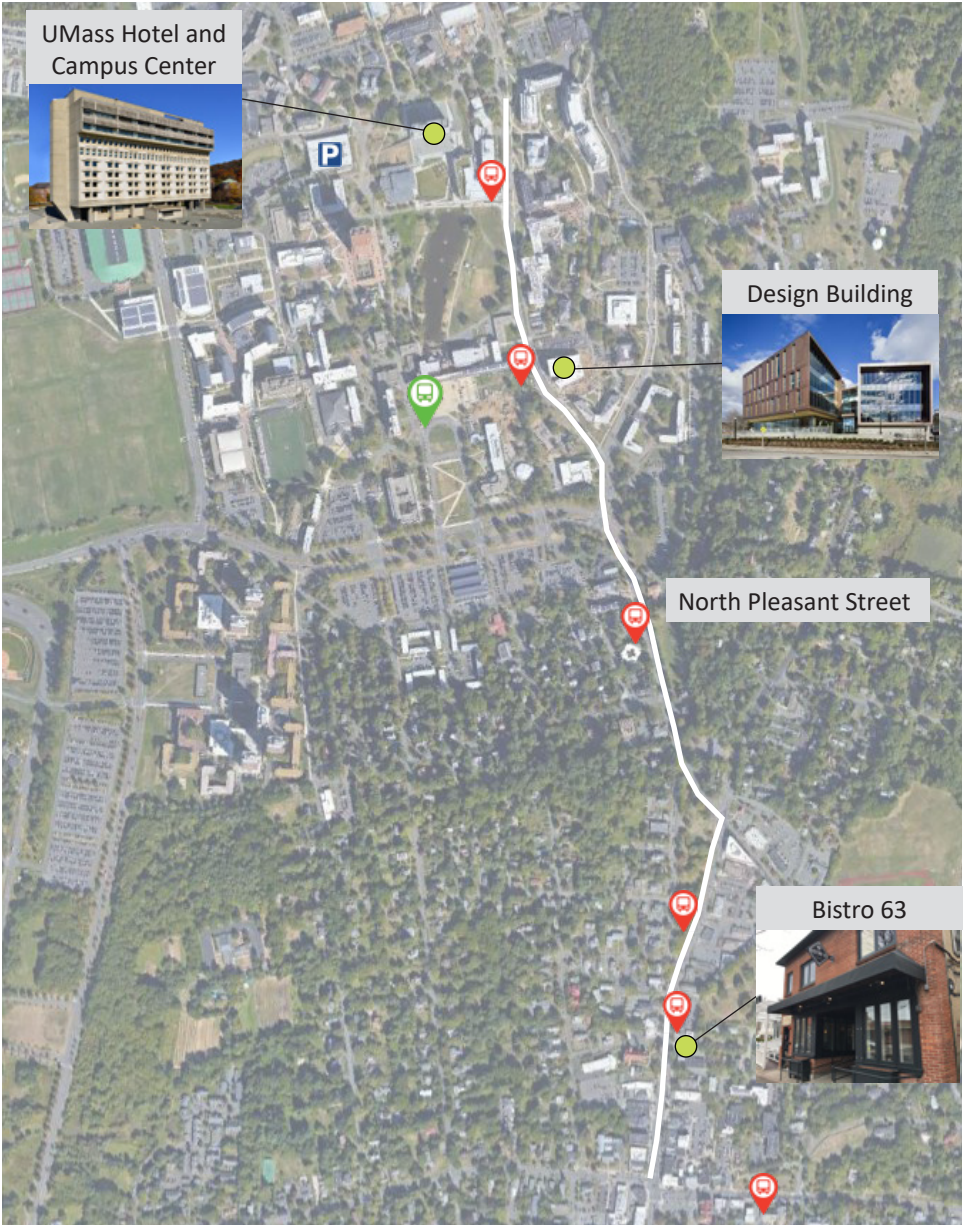 UMass Hotel and
Campus Center
P
Design Building
North Pleasant Street
Bistro 63